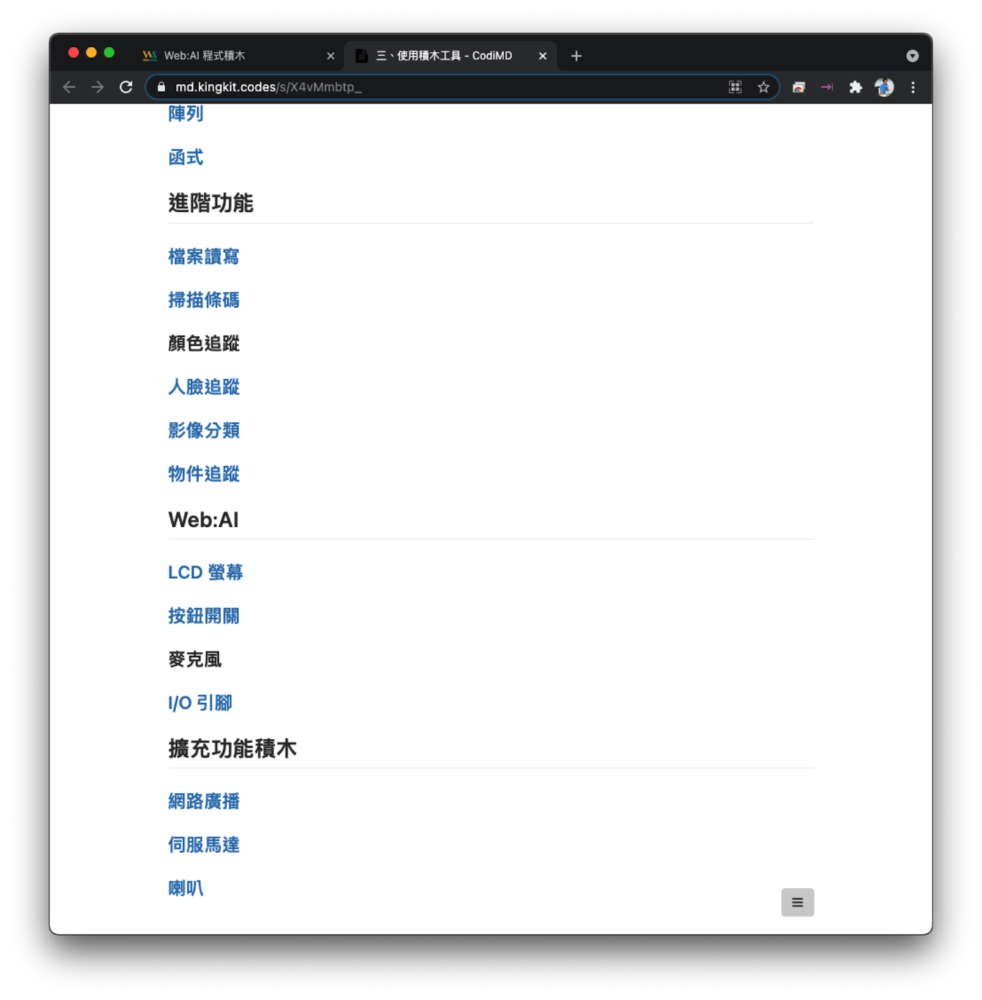 Web:AI 程式積木
三、使用積木工具 - CodiMD
md.kingkit.codes/s/X4vMmbtp_
陣列
函式
進階功能
檔案讀寫
掃描條碼
顏色追蹤
人臉追蹤
影像分類
物件追蹤
Web:AI
LCD 螢幕
按鈕開關
麥克風
I/O 引腳
擴充功能積木
網路廣播
伺服馬達
喇叭